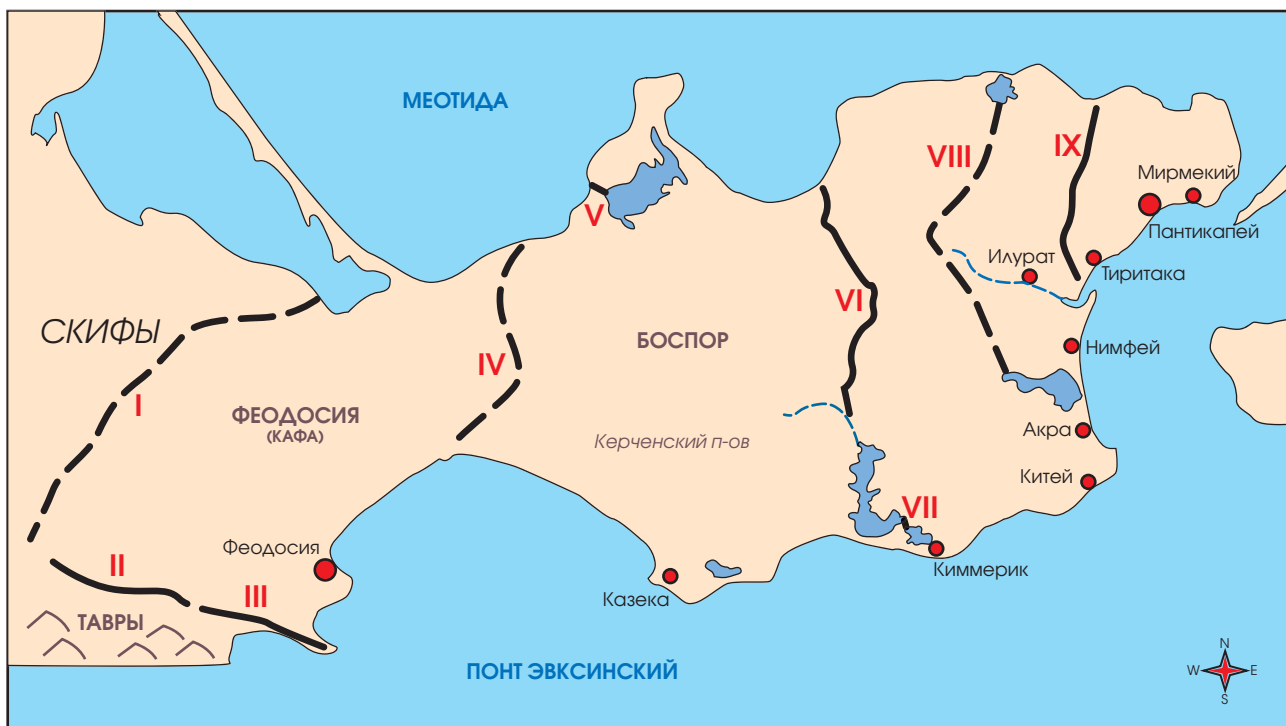 МЕОТИДА
VIII
IX
Мирмекий
V
Пантикапей
Илурат
Тиритака
СКИФЫ
VI
БОСПОР
Нимфей
IV
I
ФЕОДОСИЯ
(КАФА)
Керченский п-ов
Акра
Китей
VII
Феодосия
II
Киммерик
III
Казека
ТАВРЫ
ПОНТ ЭВКСИНСКИЙ
N
W
E
S